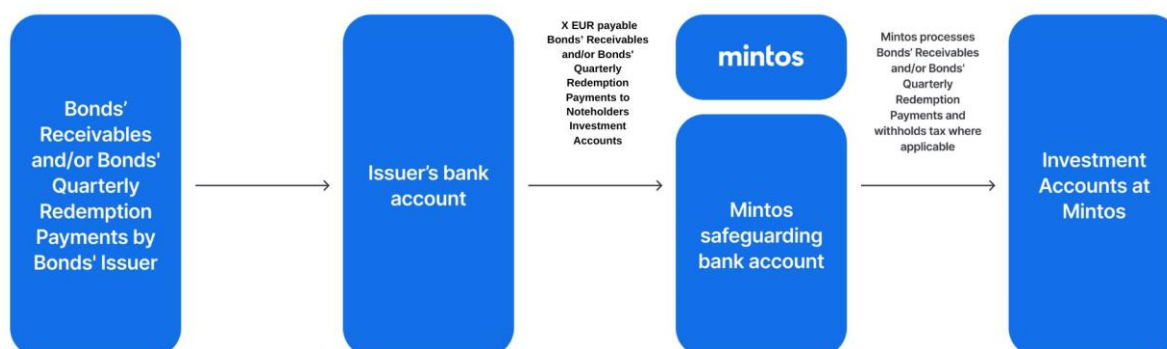 Bonds'
Receivables
and/or Bonds'
Quarterly
Redemption
Payments by
Bonds' Issuer
Issuer's bank
account
X EUR payable
Bonds' Receivables
and/or Bonds'
Quarterly
Redemption
Payments to
Noteholders
Investment
Accounts
mintos
Mintos
safeguarding
bank account
Mintos processes
Bonds' Receivables
and/or Bonds'
Quarterly
Redemption
Payments and
withholds tax where
applicable
Investment
Accounts at
Mintos